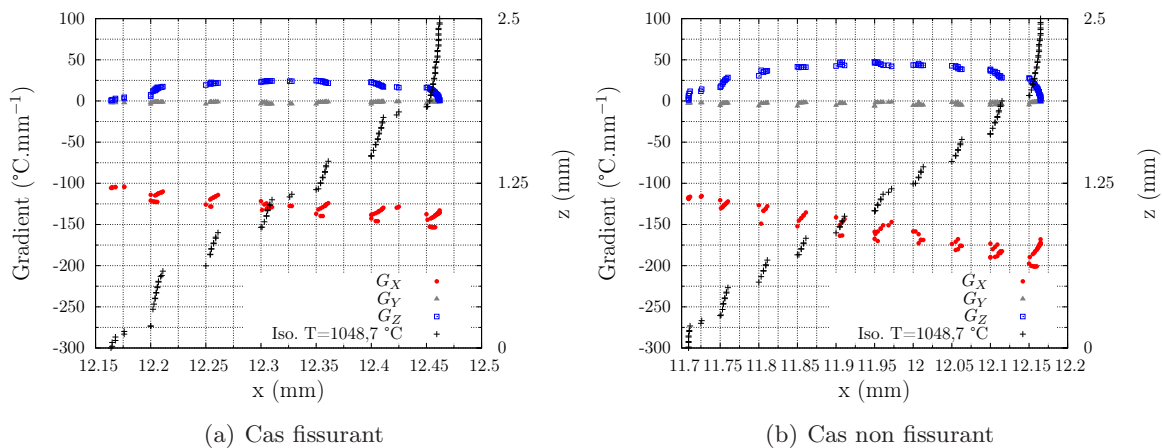 Gradient (°C.mm⁻¹)
100
50
0
-50
-100
-150
-200
-250
-300
12.15
12.2
12.25
12.3
12.35
12.4
12.45
12.5
x (mm)
2.5
1.25
0
z (mm)
G_X
G_Y
G_Z
Iso. T=1048,7 °C
(a) Cas fissurant
Gradient (°C.mm⁻¹)
100
50
0
-50
-100
-150
-200
-250
-300
11.7
11.75
11.8
11.85
11.9
11.95
12
12.05
12.1
12.15
12.2
x (mm)
2.5
1.25
0
z (mm)
G_X
G_Y
G_Z
Iso. T=1048,7 °C
(b) Cas non fissurant